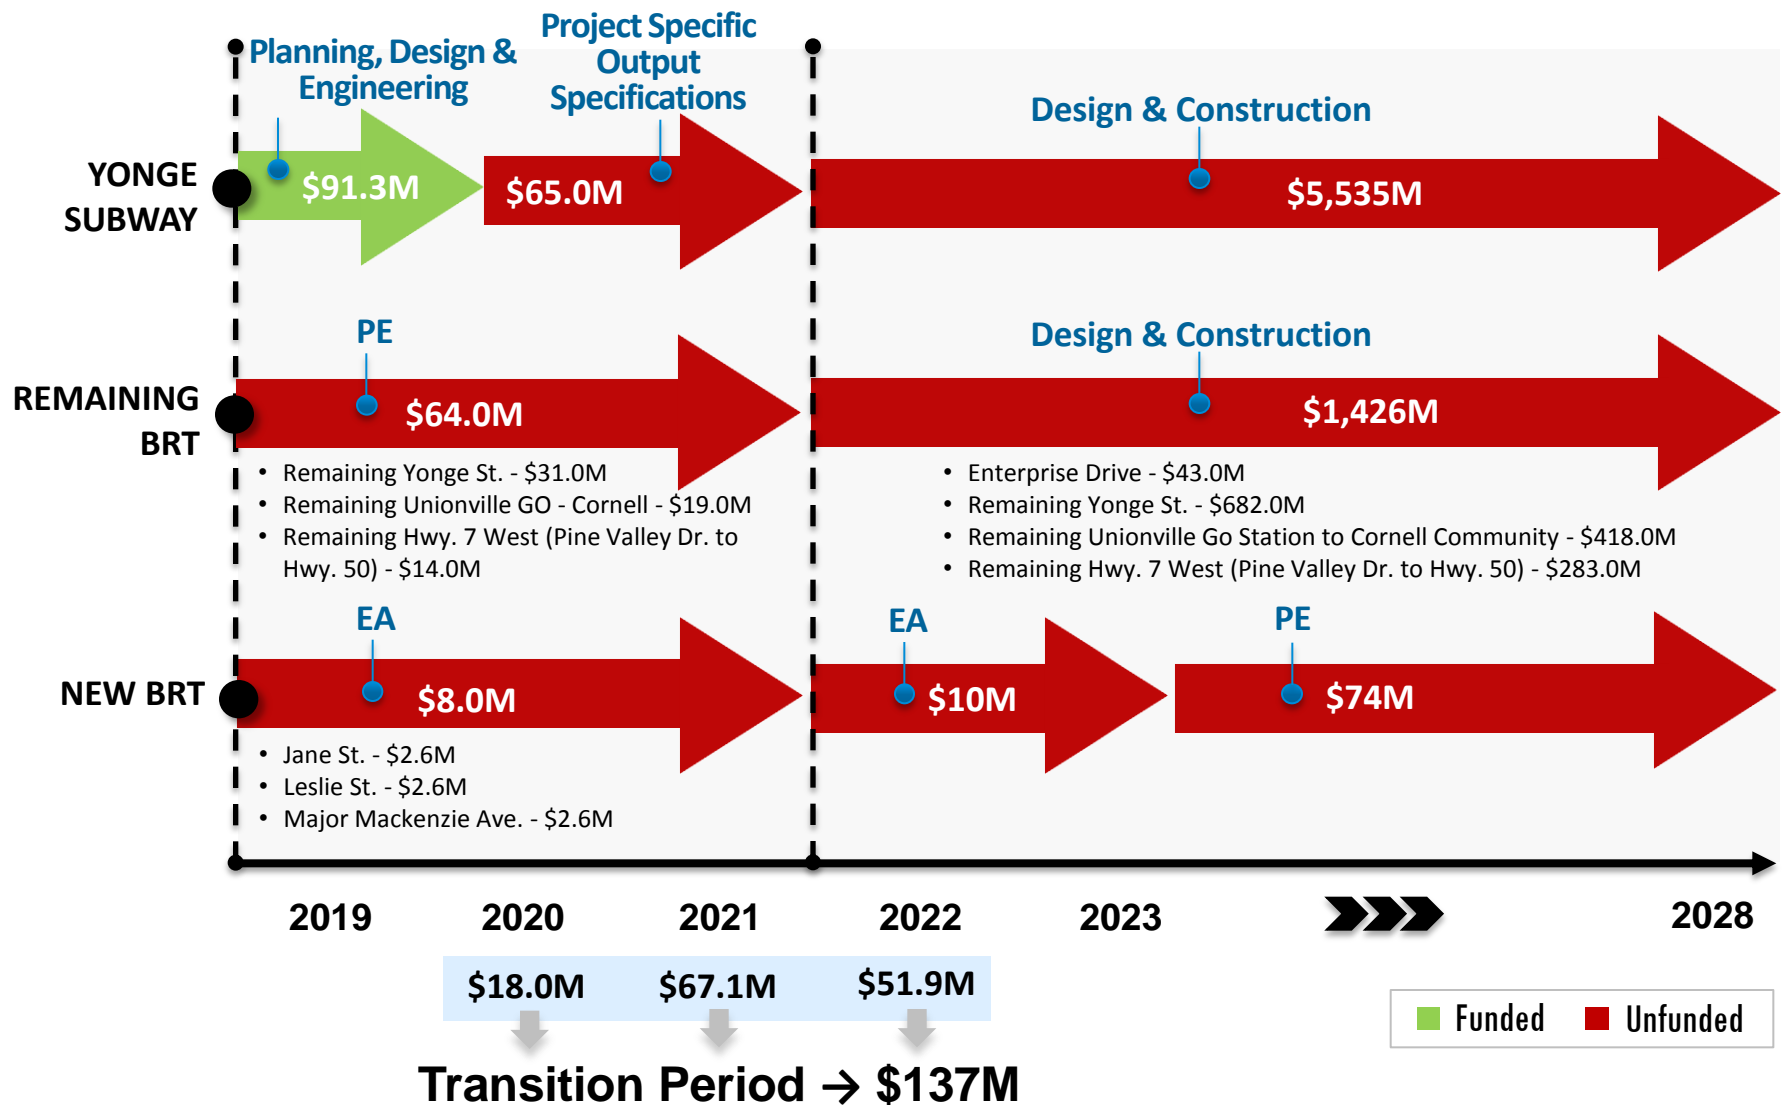 Planning, Design &
Engineering
Project Specific
Output
Specifications
Design & Construction
YONGE
SUBWAY
$91.3M
$65.0M
$5,535M
PE
Design & Construction
REMAINING
BRT
$64.0M
$1,426M
• Remaining Yonge St. - $31.0M
• Remaining Unionville GO - Cornell - $19.0M
• Remaining Hwy. 7 West (Pine Valley Dr. to
Hwy. 50) - $14.0M
• Enterprise Drive - $43.0M
• Remaining Yonge St. - $682.0M
• Remaining Unionville Go Station to Cornell Community - $418.0M
• Remaining Hwy. 7 West (Pine Valley Dr. to Hwy. 50) - $283.0M
EA
EA
PE
NEW BRT
$8.0M
$10M
$74M
• Jane St. - $2.6M
• Leslie St. - $2.6M
• Major Mackenzie Ave. - $2.6M
2019
2020
2021
2022
2023
2028
$18.0M
$67.1M
$51.9M
Funded
Unfunded
Transition Period → $137M